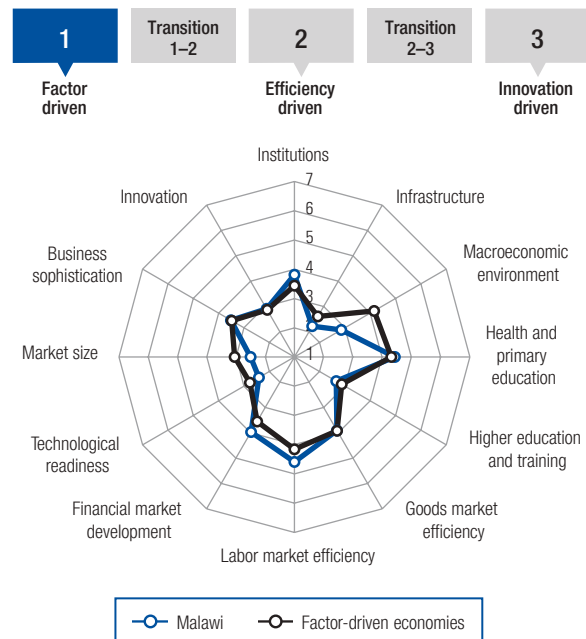 1
Transition
1–2
2
Transition
2–3
3
Factor
driven
Efficiency
driven
Innovation
driven
Institutions
7
Innovation
Infrastructure
6
5
Business
sophistication
Macroeconomic
environment
4
3
2
Market size
1
Health and
primary
education
Technological
readiness
Higher education
and training
Financial market
development
Goods market
efficiency
Labor market efficiency
Malawi
Factor-driven economies